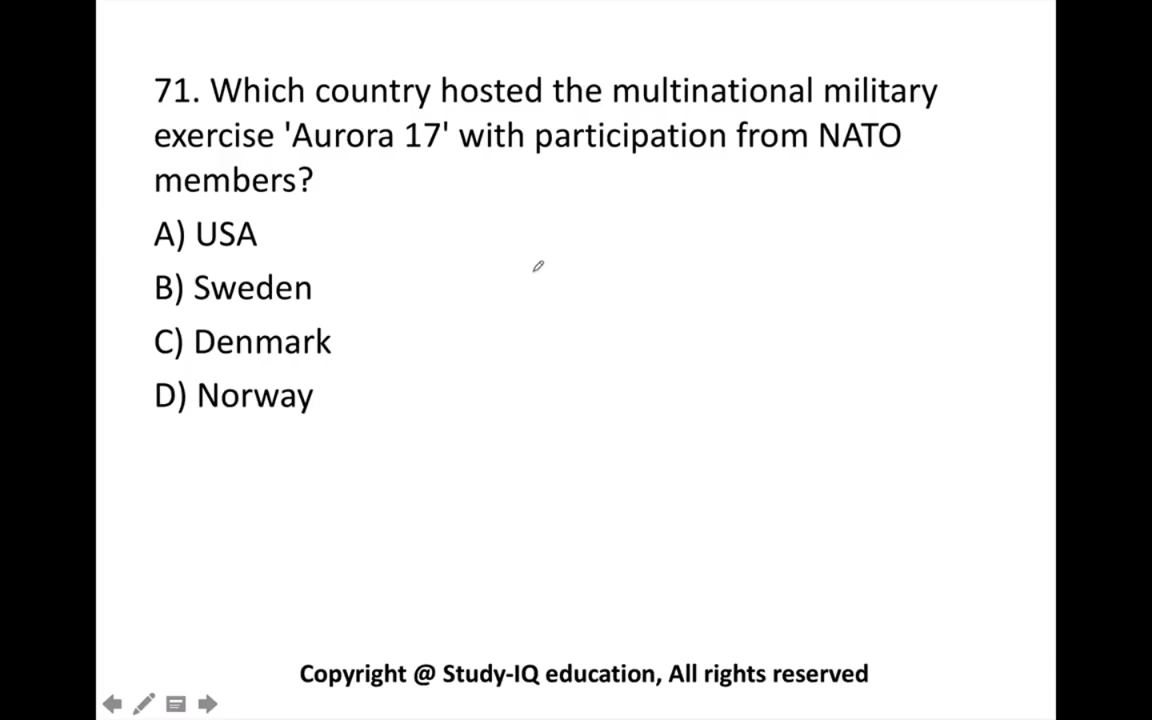 71. Which country hosted the multinational military
exercise 'Aurora 17' with participation from NATO
members?
A) USA
B) Sweden
C) Denmark
D) Norway
Copyright @ Study-IQ education, All rights reserved